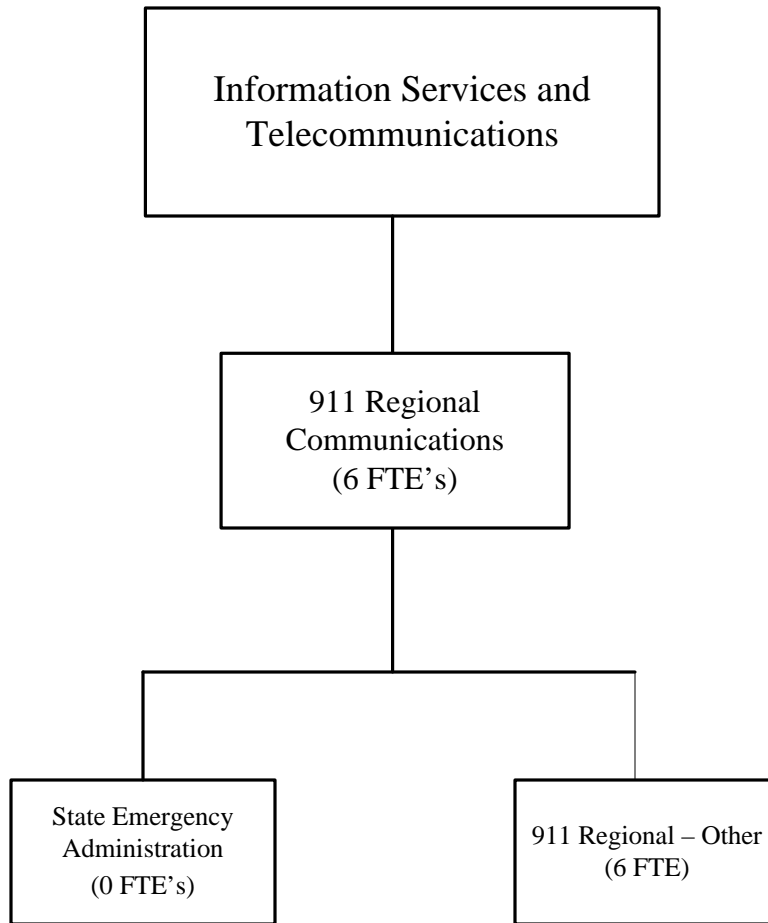 Information Services and
Telecommunications
911 Regional
Communications
(6 FTE’s)
State Emergency
Administration
(0 FTE’s)
911 Regional – Other
(6 FTE)